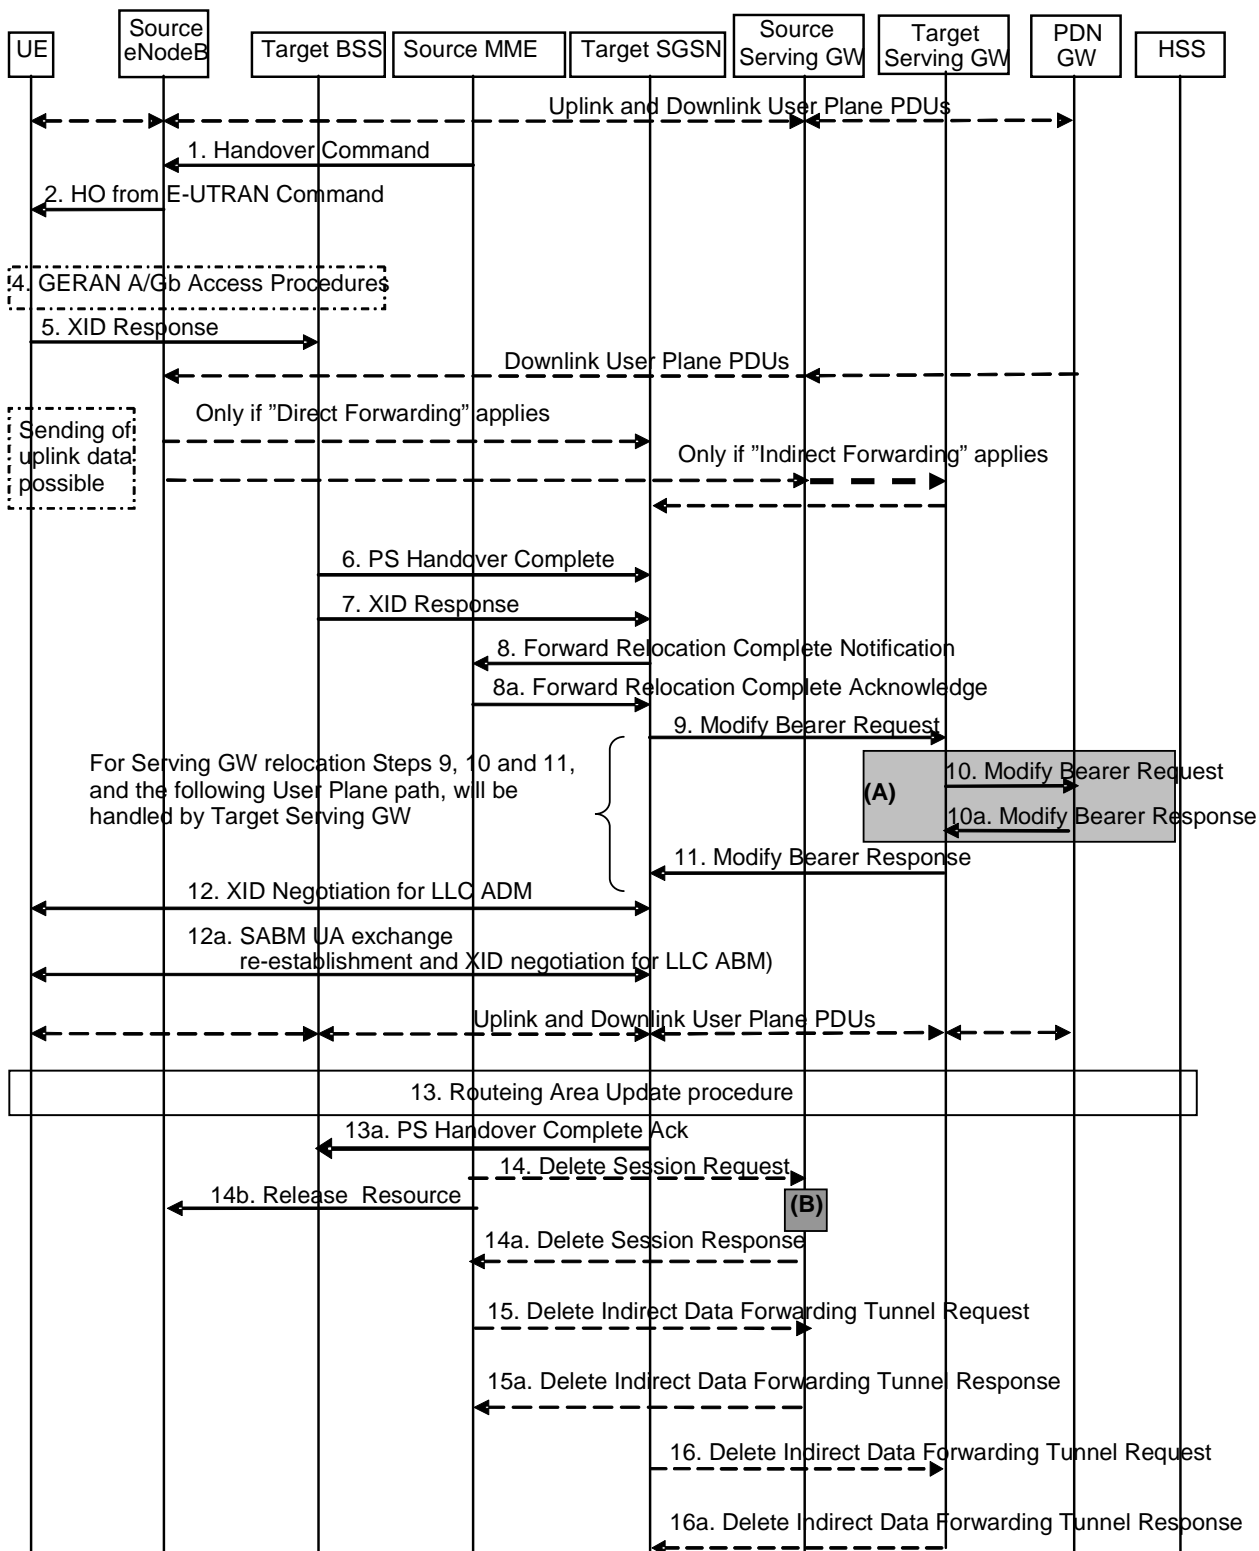 UE
Source
eNodeB
Target BSS
Source MME
Target SGSN
Source
Serving GW
Target
Serving GW
PDN
GW
HSS
Uplink and Downlink User Plane PDUs
1. Handover Command
2. HO from E-UTRAN Command
4. GERAN A/Gb Access Procedures
5. XID Response
Downlink User Plane PDUs
Only if ”Direct Forwarding” applies
Sending of
uplink data
possible
Only if ”Indirect Forwarding” applies
6. PS Handover Complete
7. XID Response
8. Forward Relocation Complete Notification
8a. Forward Relocation Complete Acknowledge
9. Modify Bearer Request
For Serving GW relocation Steps 9, 10 and 11,
and the following User Plane path, will be
handled by Target Serving GW
(A)
10. Modify Bearer Request
10a. Modify Bearer Response
11. Modify Bearer Response
12. XID Negotiation for LLC ADM
12a. SABM UA exchange
re-establishment and XID negotiation for LLC ABM)
Uplink and Downlink User Plane PDUs
13. Routeing Area Update procedure
13a. PS Handover Complete Ack
14. Delete Session Request
14b. Release Resource
(B)
14a. Delete Session Response
15. Delete Indirect Data Forwarding Tunnel Request
15a. Delete Indirect Data Forwarding Tunnel Response
16. Delete Indirect Data Forwarding Tunnel Request
16a. Delete Indirect Data Forwarding Tunnel Response